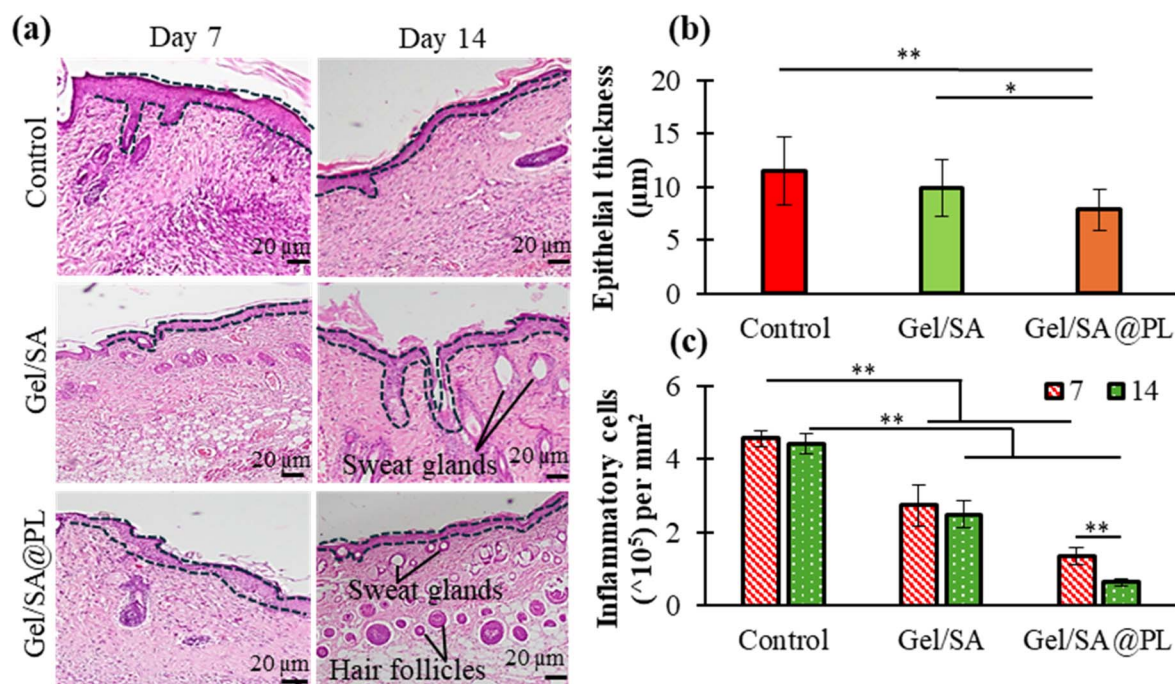 (a)
Day 7
Day 14
Control
20 µm
20 µm
Gel/SA
20 µm
Sweat glands
20 µm
Gel/SA@PL
20 µm
Sweat glands
Hair follicles
20 µm
(b)
Epithelial thickness
(µm)
20
15
10
5
0
**
*
Control
Gel/SA
Gel/SA@PL
(c)
Inflammatory cells
(^10⁵) per mm²
6
4
2
0
**
**
**
7
14
Control
Gel/SA
Gel/SA@PL